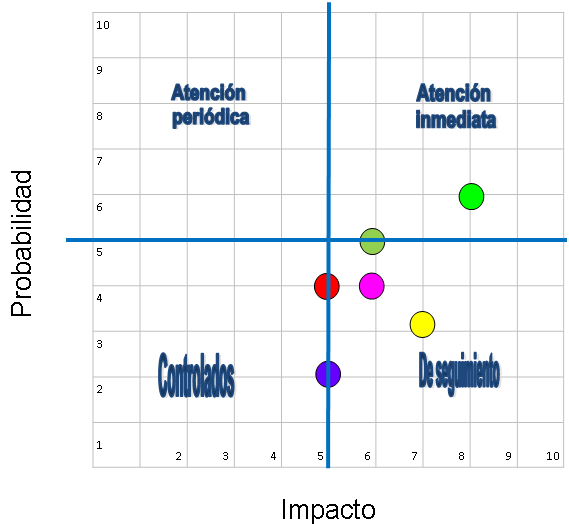 10
9
Atención
periódica
Atención
inmediata
8
7
Probabilidad
6
5
4
3
Controlados
De seguimiento
2
1
2 3 4 5 6 7 8 9 10
Impacto